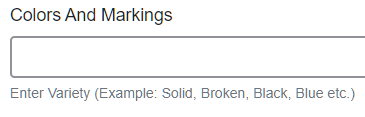 Colors And Markings
Enter Variety (Example: Solid, Broken, Black, Blue etc.)